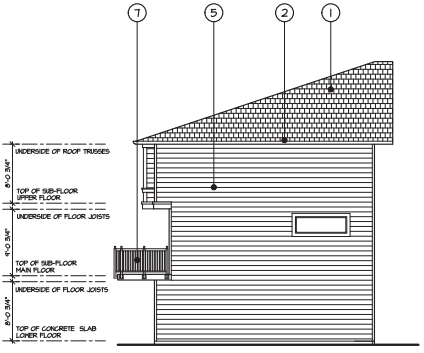 7 5 2 1
UNDERSIDE OF ROOF TRUSSES
8'-0 3/4"
TOP OF SUB-FLOOR
UPPER FLOOR
UNDERSIDE OF FLOOR JOISTS
9'-0 3/4"
TOP OF SUB-FLOOR
MAIN FLOOR
UNDERSIDE OF FLOOR JOISTS
8'-0 3/4"
TOP OF CONCRETE SLAB
LOWER FLOOR